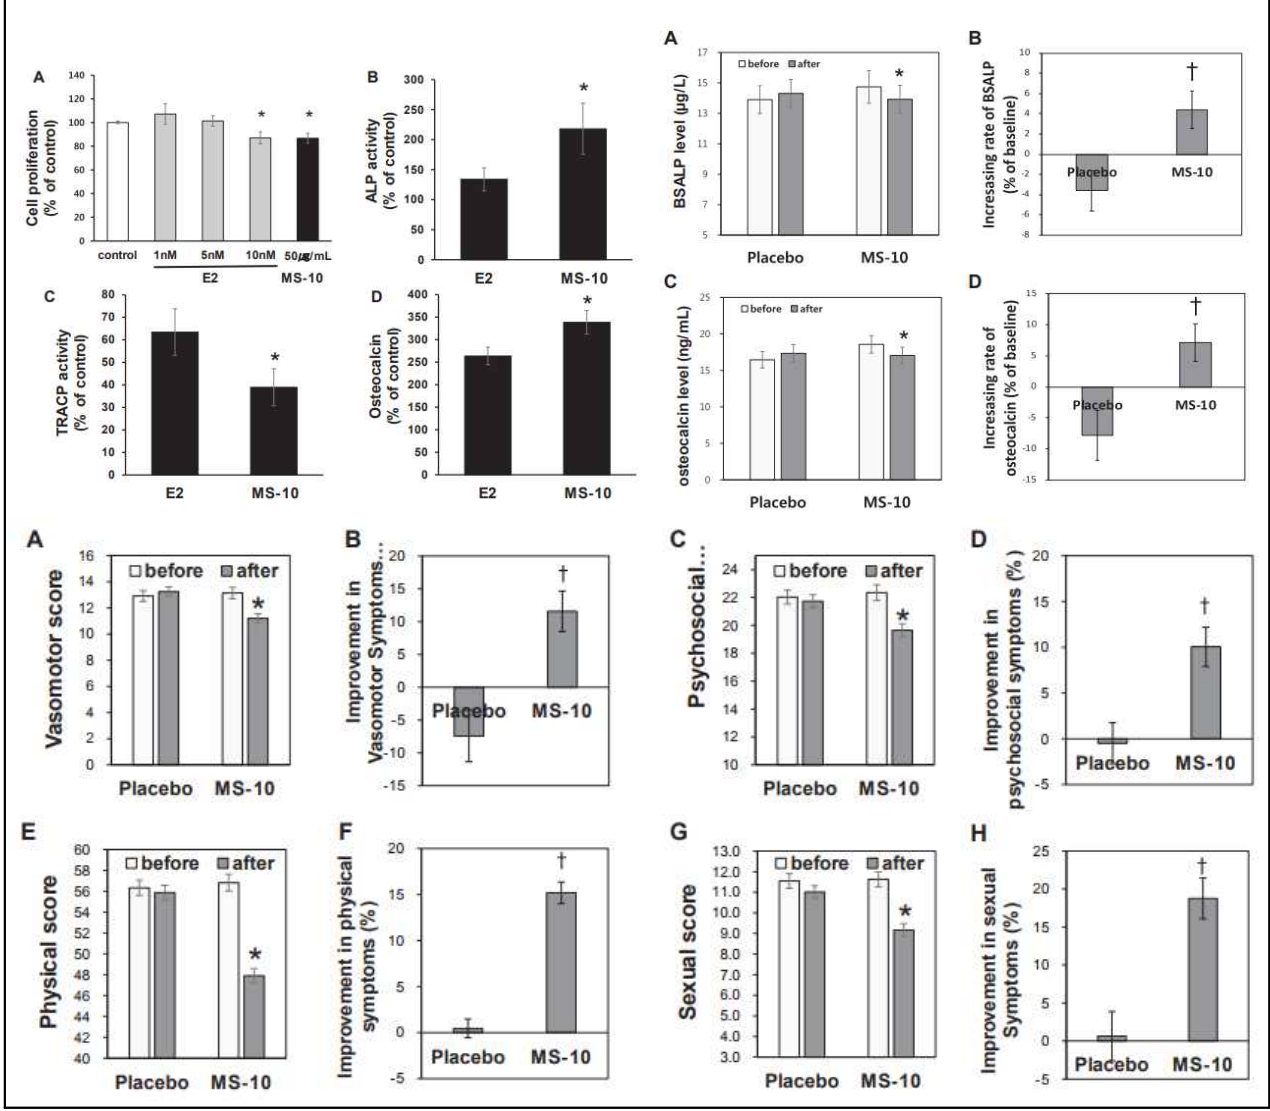 A
Cell proliferation
(% of control)
140
120
100
80
60
40
20
0
control 1nM 5nM 10nM 50㎍/mL
E2 MS-10
B
ALP activity
(% of control)
300
250
200
150
100
50
0
E2 MS-10
C
TRACP activity
(% of control)
80
70
60
50
40
30
20
10
0
E2 MS-10
D
Osteocalcin
(% of control)
400
350
300
250
200
150
100
50
0
E2 MS-10
A
BSALP level (µg/L)
before after
17
15
13
11
9
7
5
Placebo MS-10
B
Incresasing rate of BSALP
(% of baseline)
10
8
6
4
2
0
-2
-4
-6
-8
Placebo MS-10
C
osteocalcin level (ng/mL)
before after
25
20
15
10
5
0
Placebo MS-10
D
Incresasing rate of
osteocalcin (% of baseline)
15
10
5
0
-5
-10
-15
Placebo MS-10
A
Vasomotor score
before after
16
14
12
10
8
6
4
2
0
Placebo MS-10
B
Improvement in
Vasomotor Symptoms...
20
15
10
5
0
-5
-10
-15
Placebo MS-10
C
Psychosocial...
before after
24
22
20
18
16
14
12
10
Placebo MS-10
D
Improvement in
psychosocial symptoms (%)
20
15
10
5
0
-5
Placebo MS-10
E
Physical score
before after
60
58
56
54
52
50
48
46
44
42
40
Placebo MS-10
F
Improvement in physical
symptoms (%)
20
15
10
5
0
-5
Placebo MS-10
G
Sexual score
before after
13.0
12.0
11.0
10.0
9.0
8.0
7.0
6.0
5.0
4.0
3.0
Placebo MS-10
H
Improvement in sexual
Symptoms (%)
25
20
15
10
5
0
-5
Placebo MS-10